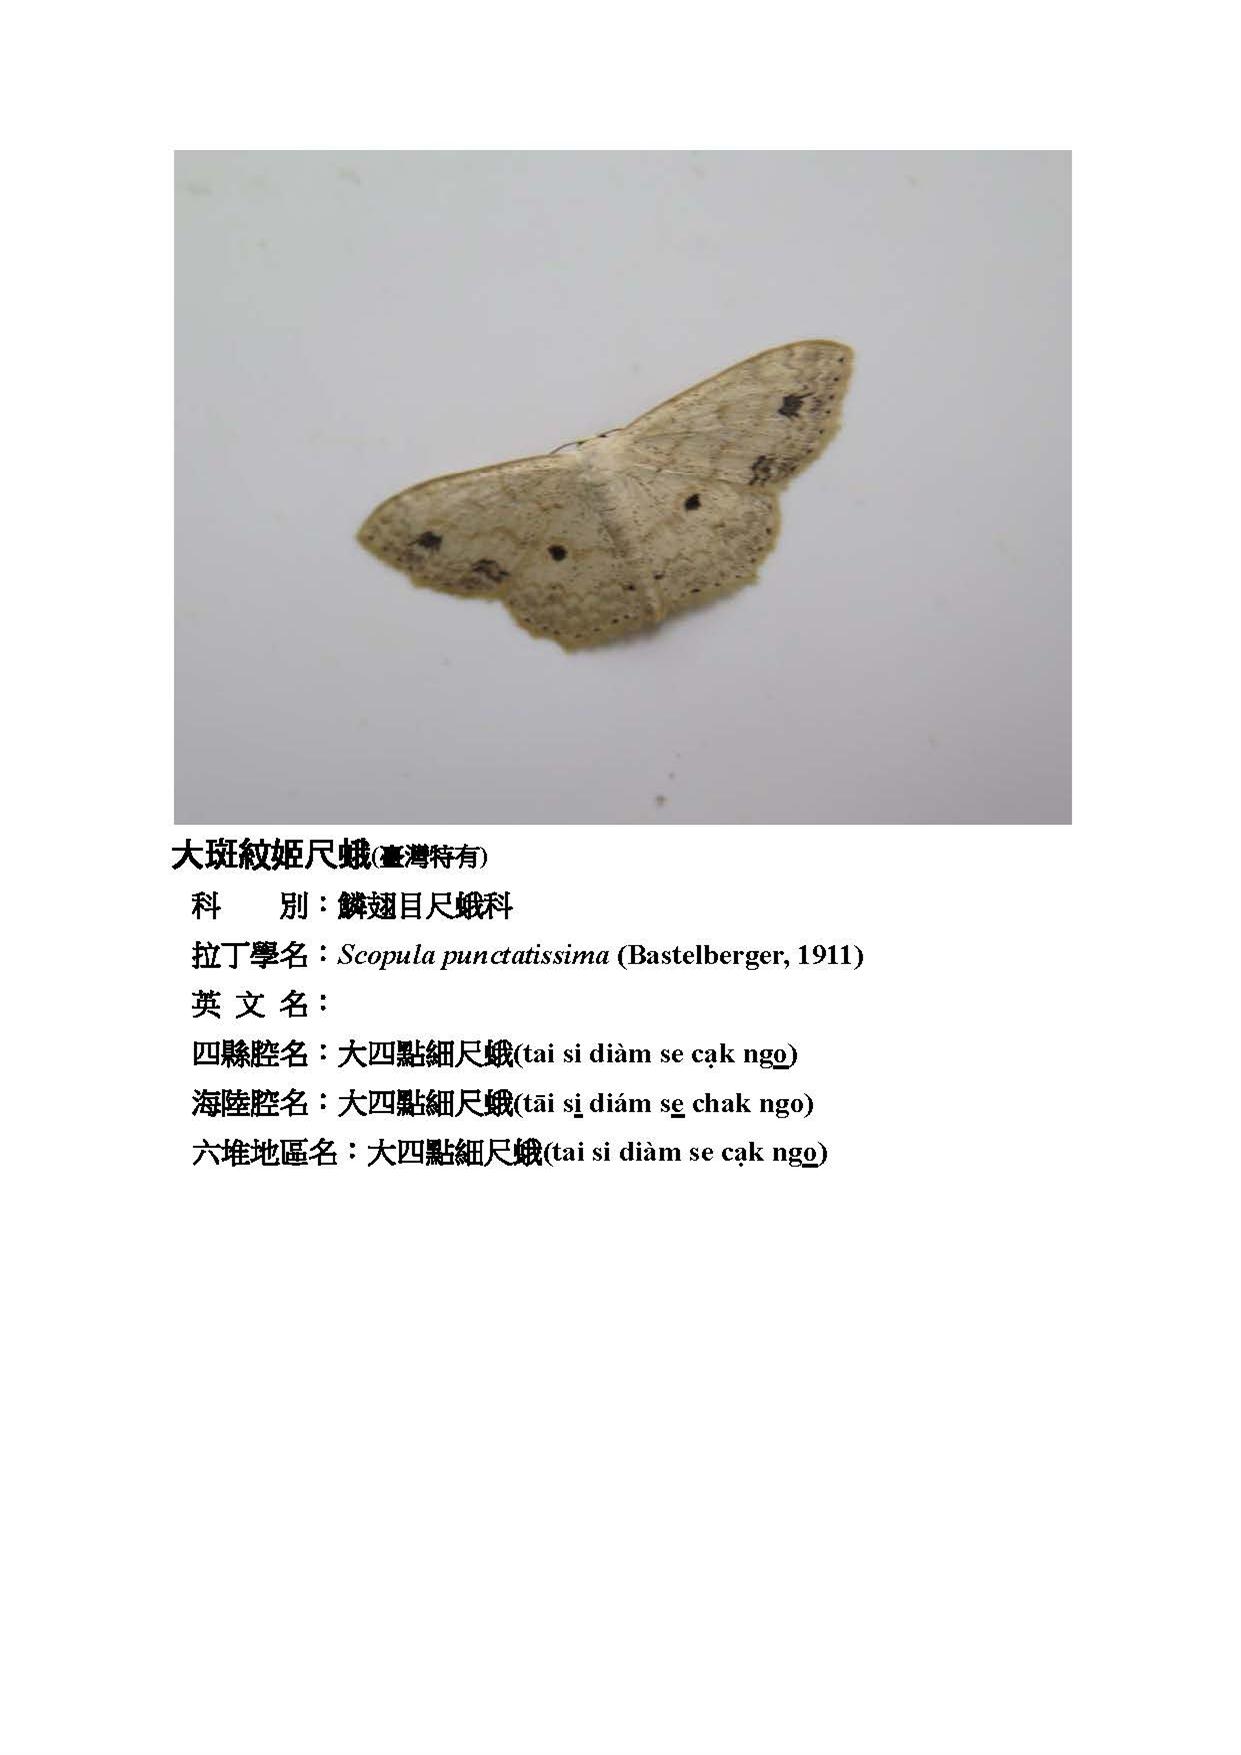 大斑紋姬尺蛾(臺灣特有)
科　　別：鱗翅目尺蛾科
拉丁學名：Scopula punctatissima (Bastelberger, 1911)
英 文 名：
四縣腔名：大四點細尺蛾(tai si diàm se cạk ngo̲)
海陸腔名：大四點細尺蛾(tāi si̲ diám se̲ chak ngo)
六堆地區名：大四點細尺蛾(tai si diàm se cạk ngo̲)